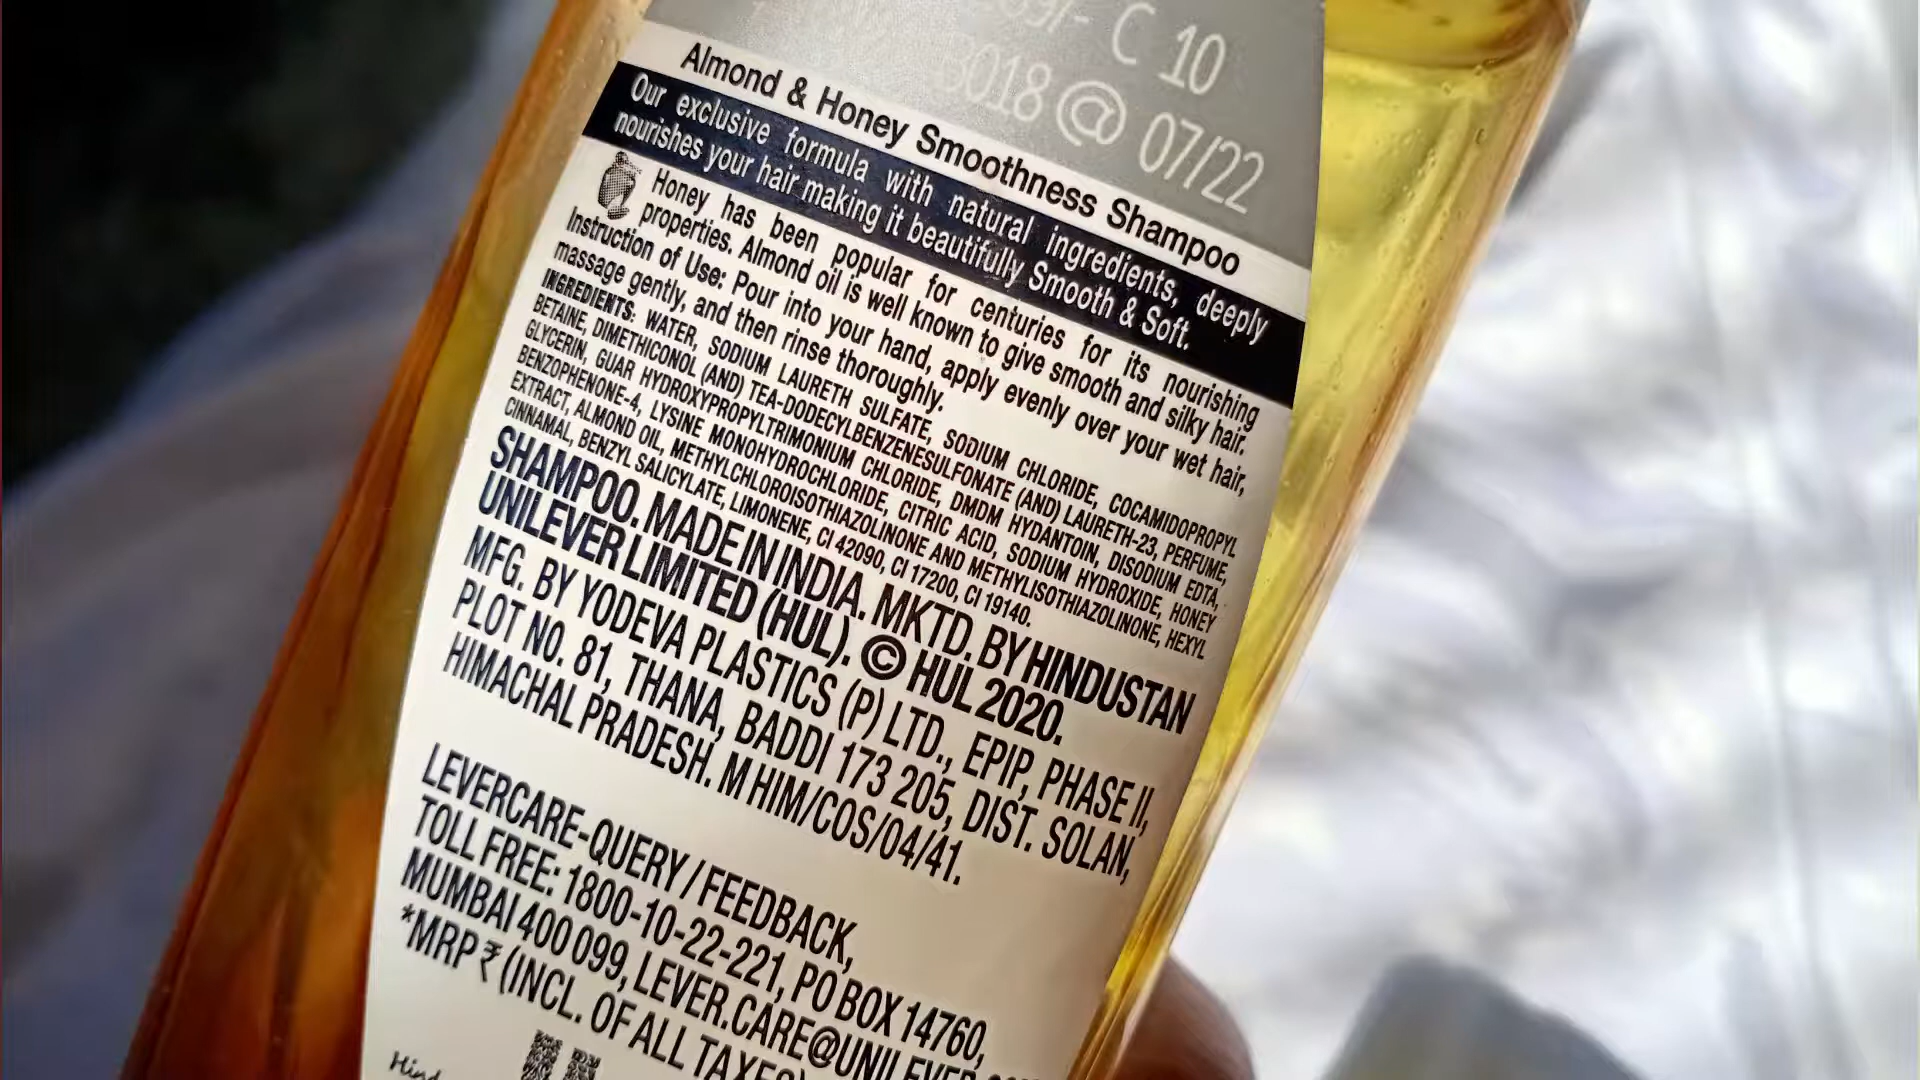 C 10
3018 @ 07/22
Almond & Honey Smoothness Shampoo
Our exclusive formula with natural ingredients, deeply
nourishes your hair making it beautifully Smooth & Soft.
Honey has been popular for centuries for its nourishing
properties. Almond oil is well known to give smooth and silky hair.
Instruction of Use: Pour into your hand, apply evenly over your wet hair,
massage gently, and then rinse thoroughly.
INGREDIENTS: WATER, SODIUM LAURETH SULFATE, SODIUM CHLORIDE, COCAMIDOPROPYL
BETAINE, DIMETHICONOL (AND) TEA-DODECYLBENZENESULFONATE (AND) LAURETH-23, PERFUME,
GLYCERIN, GUAR HYDROXYPROPYLTRIMONIUM CHLORIDE, DMDM HYDANTOIN, DISODIUM EDTA,
BENZOPHENONE-4, LYSINE MONOHYDROCHLORIDE, CITRIC ACID, SODIUM HYDROXIDE, HONEY
EXTRACT, ALMOND OIL, METHYLCHLOROISOTHIAZOLINONE AND METHYLISOTHIAZOLINONE, HEXYL
CINNAMAL, BENZYL SALICYLATE, LIMONENE, CI 42090, CI 17200, CI 19140.
SHAMPOO. MADE IN INDIA. MKTD. BY HINDUSTAN
UNILEVER LIMITED (HUL). © HUL 2020.
MFG. BY YODEVA PLASTICS (P) LTD., EPIP, PHASE II,
PLOT NO. 81, THANA, BADDI 173 205, DIST. SOLAN,
HIMACHAL PRADESH. M HIM/COS/04/41.
LEVERCARE-QUERY / FEEDBACK,
TOLL FREE: 1800-10-22-221, PO BOX 14760,
MUMBAI 400 099, LEVER.CARE@UNILEVER
*MRP ₹ (INCL. OF ALL TAXES)